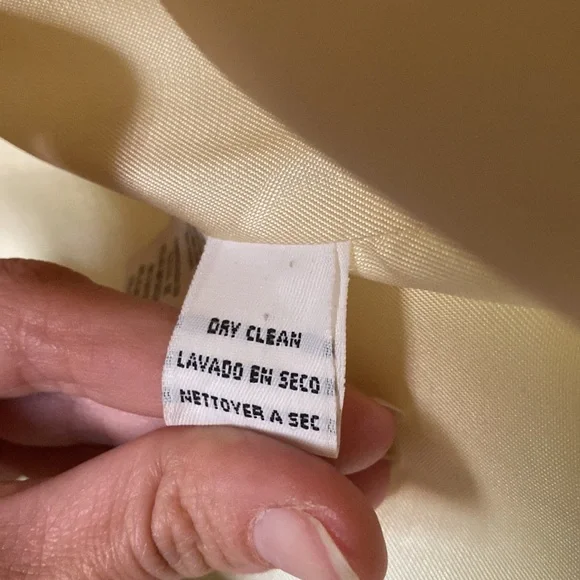 DRY CLEAN
LAVADO EN SECO
NETTOYER A SEC